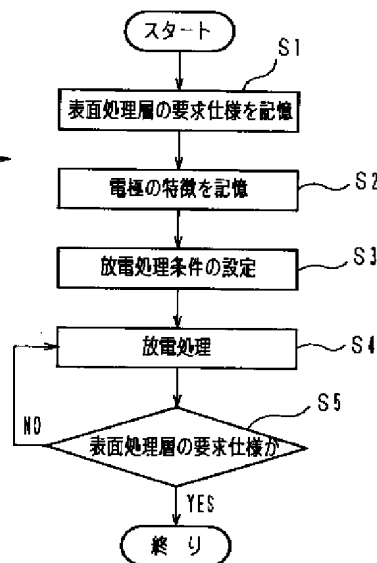 スタート
S1
表面処理層の要求仕様を記憶
電極の特徴を記憶
S2
放電処理条件の設定
S3
放電処理
S4
S5
表面処理層の要求仕様か
NO
YES
終り